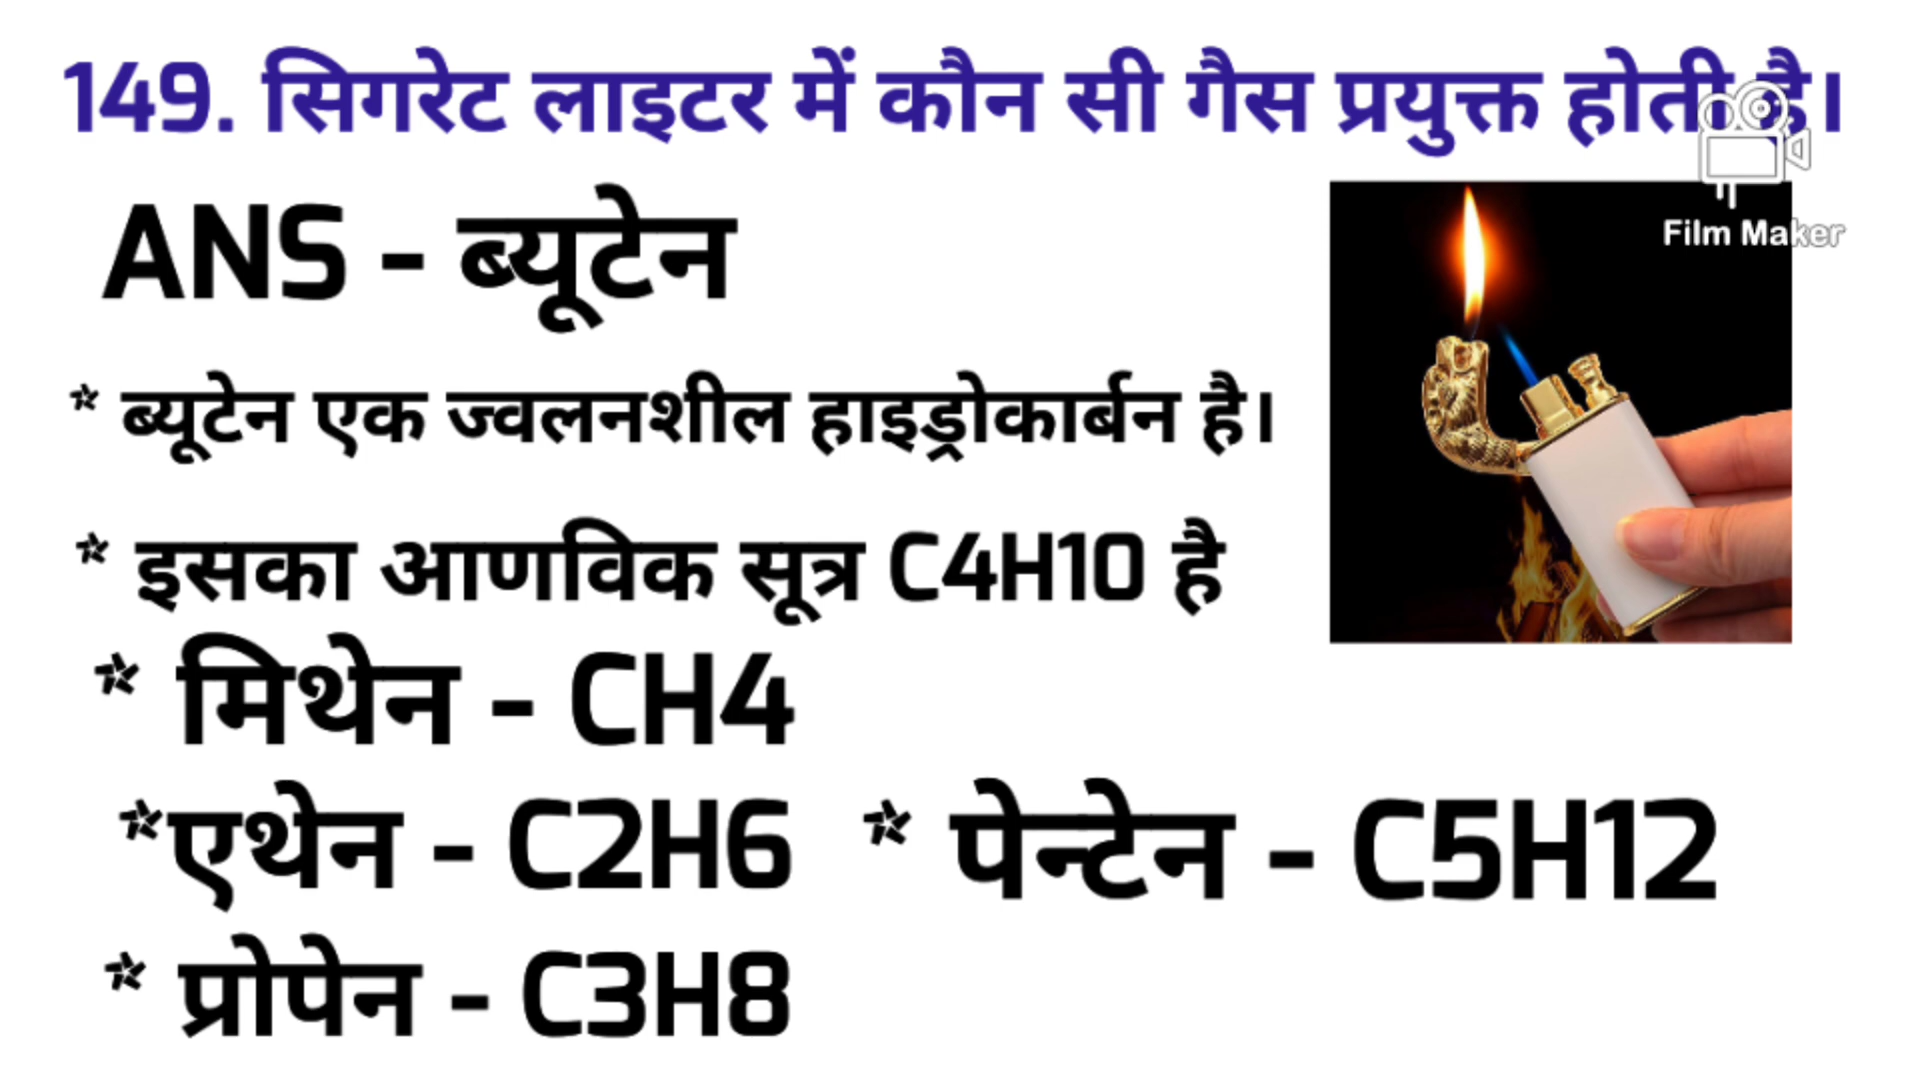 149. सिगरेट लाइटर में कौन सी गैस प्रयुक्त होती है।
ANS - ब्यूटेन
Film Maker
* ब्यूटेन एक ज्वलनशील हाइड्रोकार्बन है।
* इसका आणविक सूत्र C4H10 है
* मिथेन - CH4
*एथेन - C2H6
* पेन्टेन - C5H12
* प्रोपेन - C3H8